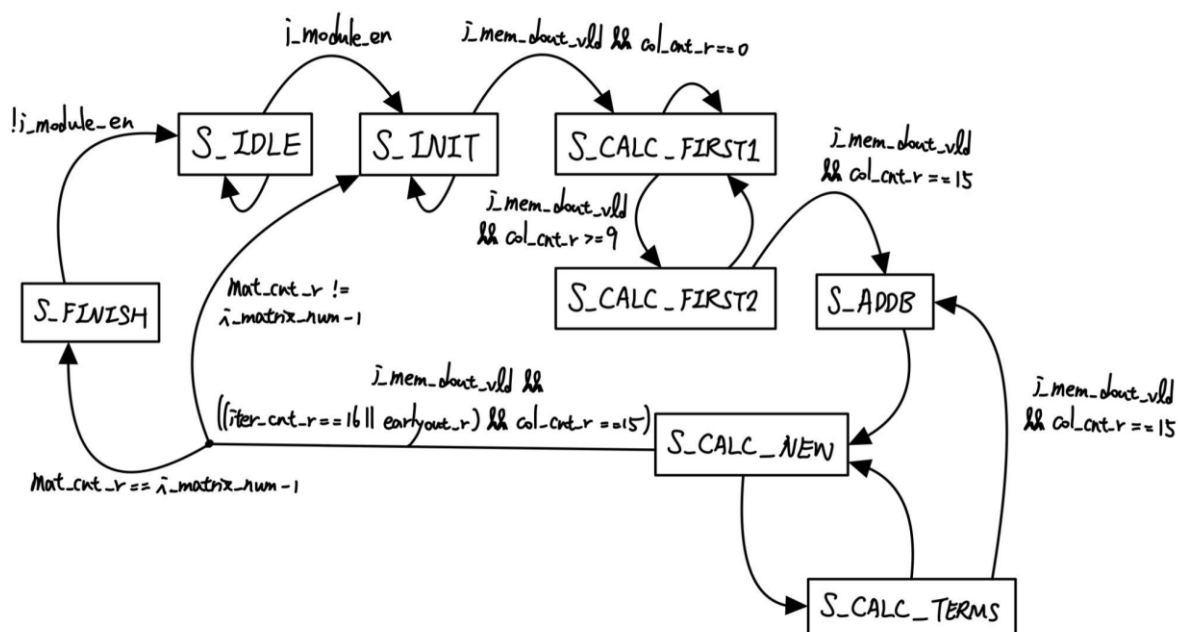 i_module_en
i_mem_dout_vld && col_cnt_r==0
!i_module_en
S_IDLE
S_INIT
S_CALC_FIRST1
i_mem_dout_vld
&& col_cnt_r==15
i_mem_dout_vld
&& col_cnt_r>=9
S_FINISH
mat_cnt_r !=
i_matrix_num-1
S_CALC_FIRST2
S_ADDB
i_mem_dout_vld &&
((iter_cnt_r==16 || earlyout_r) && col_cnt_r==15)
i_mem_dout_vld
&& col_cnt_r==15
S_CALC_NEW
mat_cnt_r== i_matrix_num-1
S_CALC_TERMS